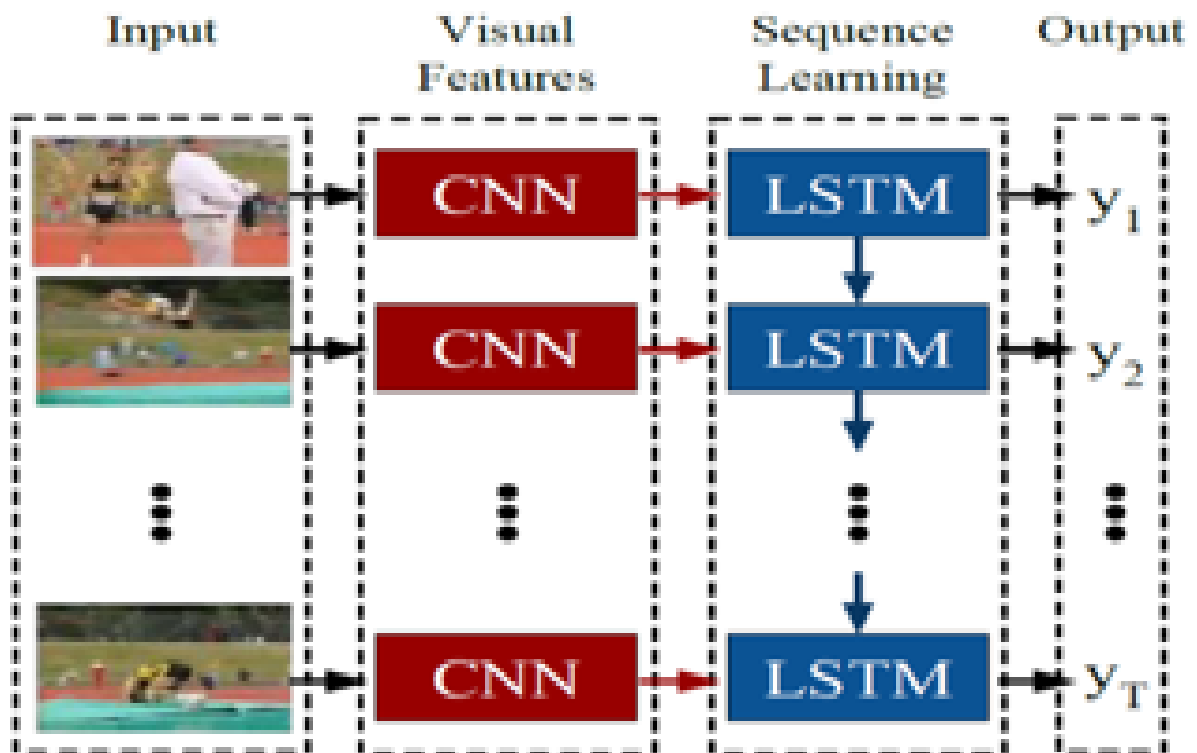 Input
Visual
Features
Sequence
Learning
Output
CNN
LSTM
y1
CNN
LSTM
y2
CNN
LSTM
yT